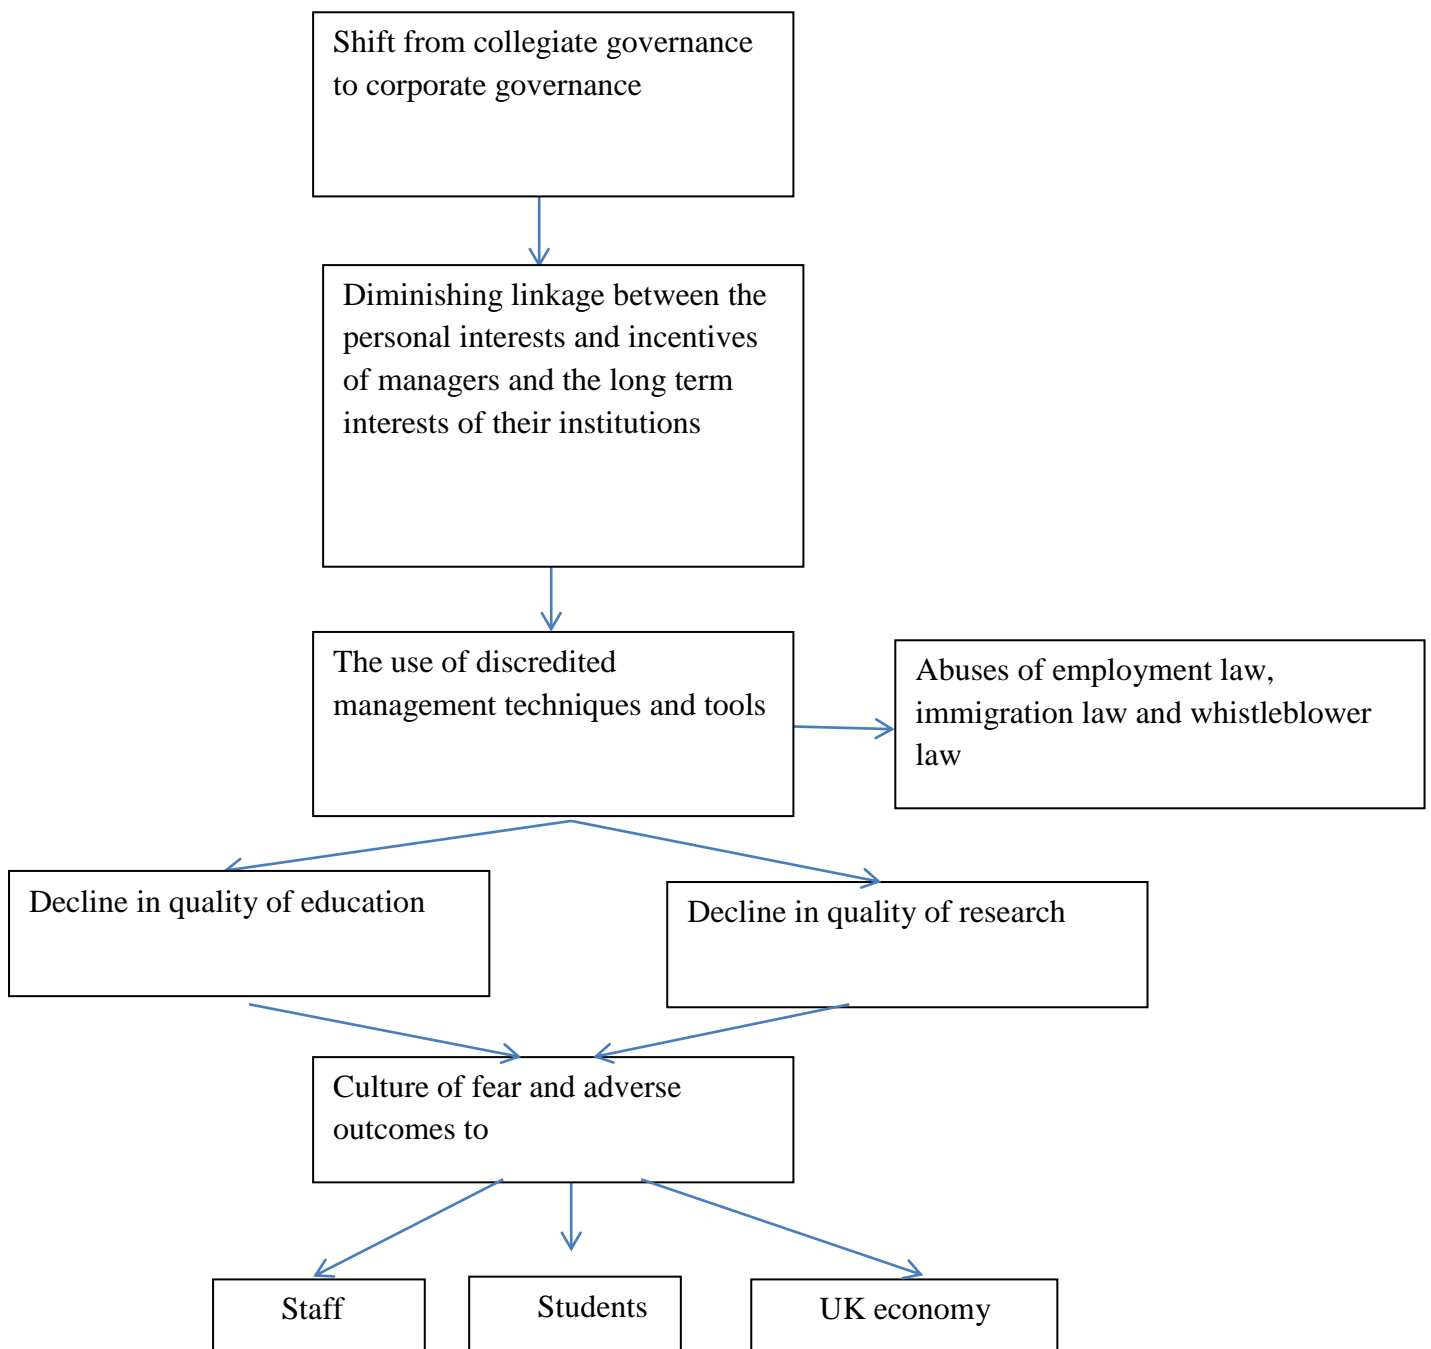 Shift from collegiate governance
to corporate governance
Diminishing linkage between the
personal interests and incentives
of managers and the long term
interests of their institutions
The use of discredited
management techniques and tools
Abuses of employment law,
immigration law and whistleblower
law
Decline in quality of education
Decline in quality of research
Culture of fear and adverse
outcomes to
Staff
Students
UK economy